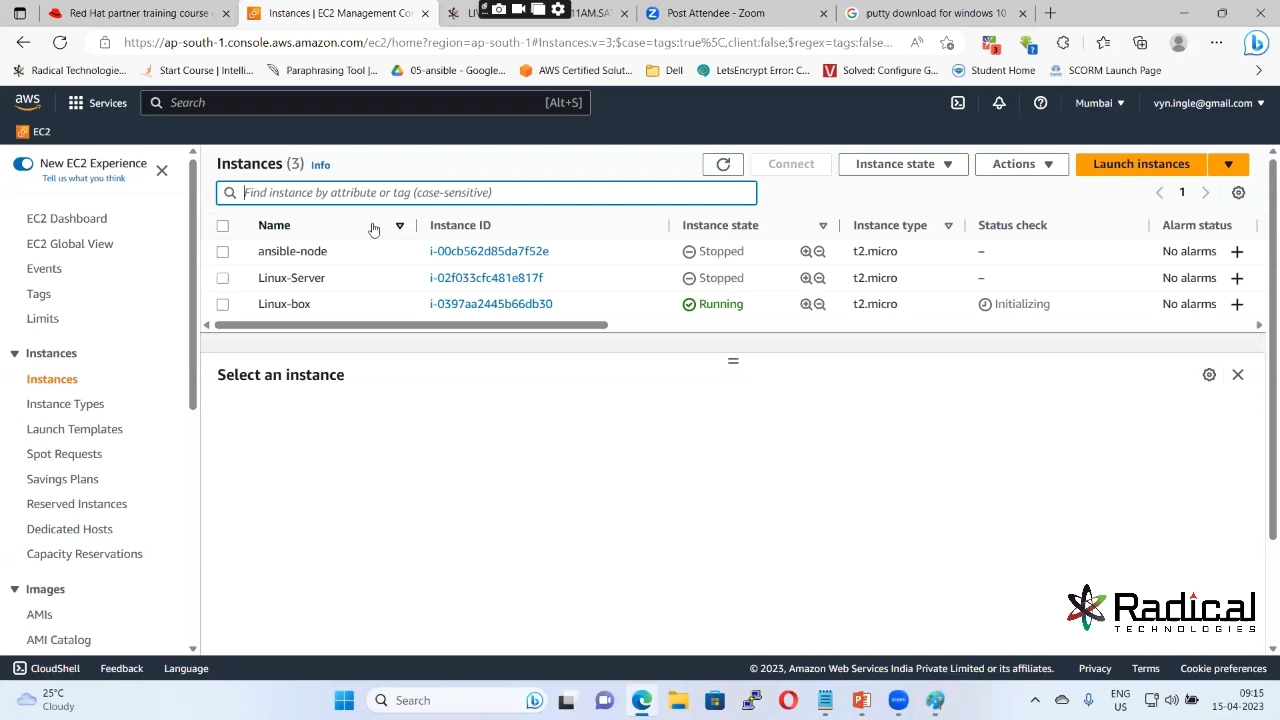 Red Hat partner training course
Instances | EC2 Management Co
LI
11AM,SA
Post Attendee - Zoom
putty download for windows 10
https://ap-south-1.console.aws.amazon.com/ec2/home?region=ap-south-1#Instances:v=3;$case=tags:true%5C,client:false;$regex=tags:false...
Radical Technologie...
Start Course | Intelli...
Paraphrasing Tool |...
05-ansible - Google...
AWS Certified Solut...
Dell
LetsEncrypt Error C...
Solved: Configure G...
Student Home
SCORM Launch Page
aws
Services
Search
[Alt+S]
Mumbai
vyn.ingle@gmail.com
EC2
New EC2 Experience
Tell us what you think
EC2 Dashboard
EC2 Global View
Events
Tags
Limits
Instances
Instances
Instance Types
Launch Templates
Spot Requests
Savings Plans
Reserved Instances
Dedicated Hosts
Capacity Reservations
Images
AMIs
AMI Catalog
Instances (3) Info
Connect
Instance state
Actions
Launch instances
Find instance by attribute or tag (case-sensitive)
1
Name Instance ID Instance state Instance type Status check Alarm status
ansible-node i-00cb562d85da7f52e Stopped t2.micro – No alarms +
Linux-Server i-02f033cfc481e817f Stopped t2.micro – No alarms +
Linux-box i-0397aa2445b66db30 Running t2.micro Initializing No alarms +
Select an instance
Radical
TECHNOLOGIES
CloudShell
Feedback
Language
© 2023, Amazon Web Services India Private Limited or its affiliates.
Privacy
Terms
Cookie preferences
25°C
Cloudy
Search
ENG
US
09:15
15-04-2023